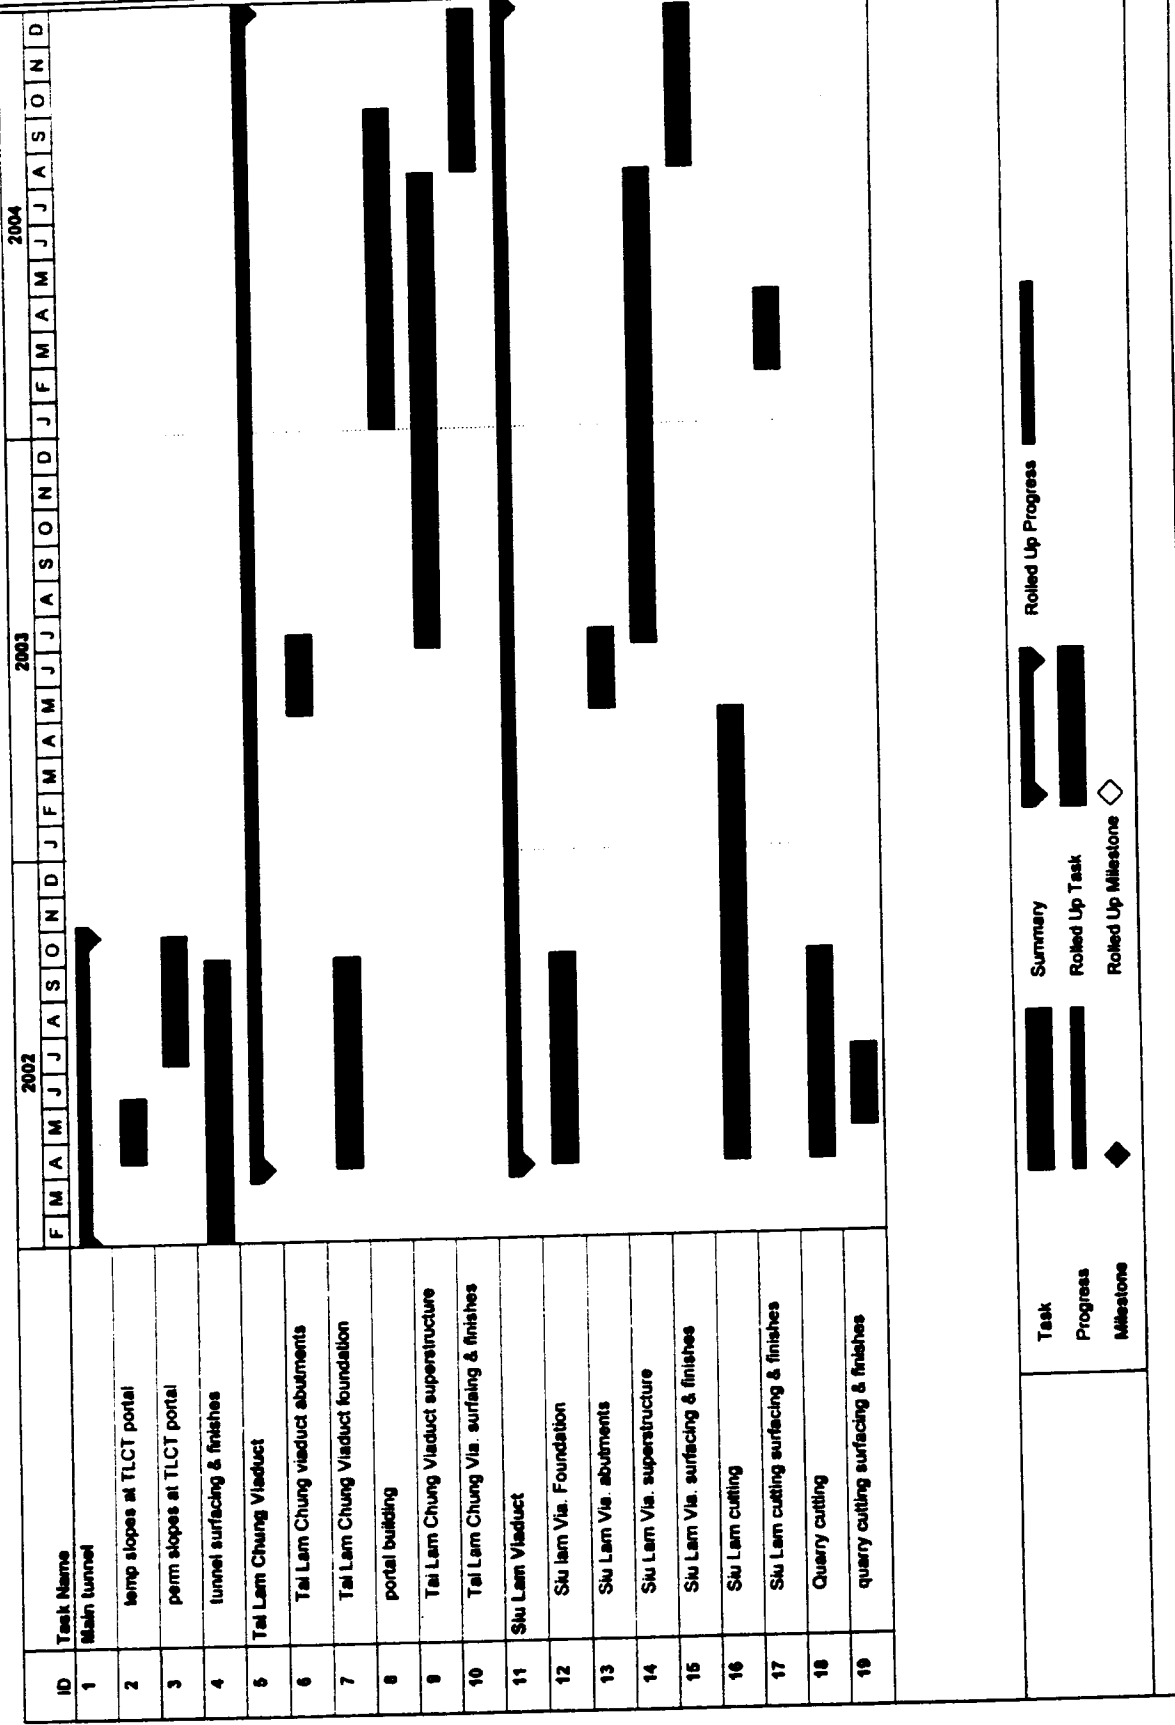 2002 2003 2004
ID Task Name F M A M J J A S O N D J F M A M J J A S O N D J F M A M J J A S O N D
1 Main tunnel
2 temp slopes at TLCT portal
3 perm slopes at TLCT portal
4 tunnel surfacing & finishes
5 Tai Lam Chung Viaduct
6 Tai Lam Chung viaduct abutments
7 Tai Lam Chung Viaduct foundation
8 portal building
9 Tai Lam Chung Viaduct superstructure
10 Tai Lam Chung Via. surfaing & finishes
11 Siu Lam Viaduct
12 Siu lam Via. Foundation
13 Siu Lam Via. abutments
14 Siu Lam Via. superstructure
15 Siu Lam Via. surfacing & finishes
16 Siu Lam cutting
17 Siu Lam cutting surfacing & finishes
18 Quarry cutting
19 quarry cutting surfacing & finishes
Task Summary Rolled Up Progress
Progress Rolled Up Task
Milestone Rolled Up Milestone